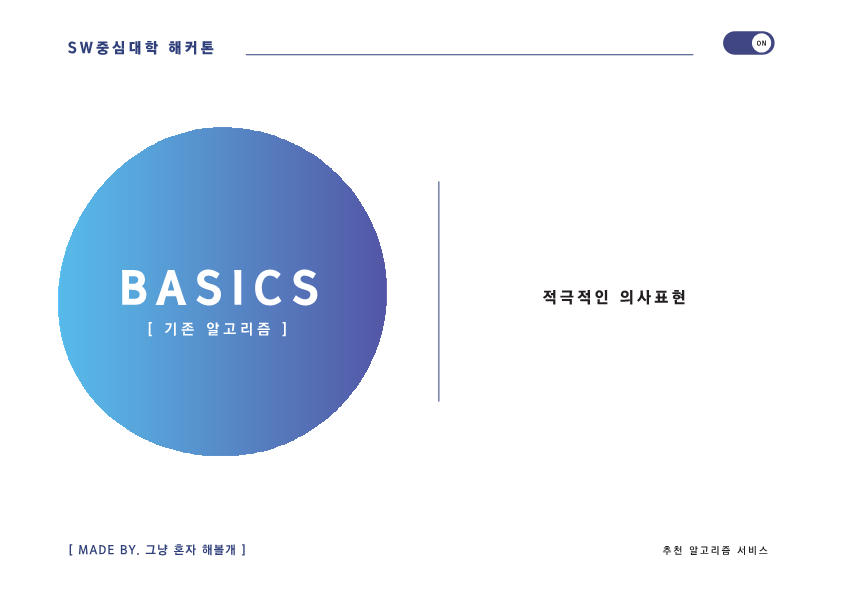 SW중심대학 해커톤
ON
BASICS
[ 기존 알고리즘 ]
적극적인 의사표현
[ MADE BY. 그냥 혼자 해볼개 ]
추천 알고리즘 서비스